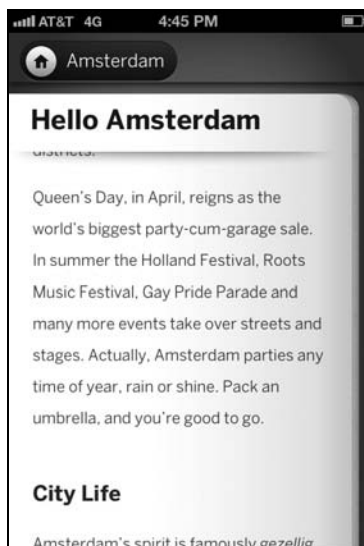 AT&T 4G 4:45 PM
Amsterdam
Hello Amsterdam
districts.
Queen's Day, in April, reigns as the
world's biggest party-cum-garage sale.
In summer the Holland Festival, Roots
Music Festival, Gay Pride Parade and
many more events take over streets and
stages. Actually, Amsterdam parties any
time of year, rain or shine. Pack an
umbrella, and you're good to go.
City Life
Amsterdam's spirit is famously gezellig